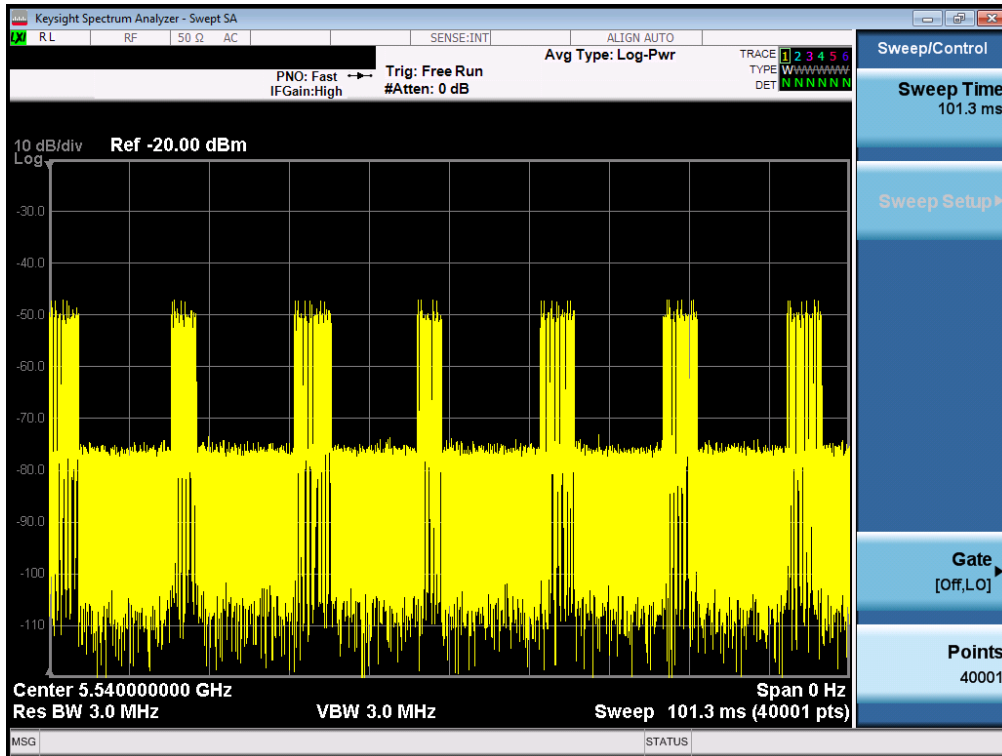 Keysight Spectrum Analyzer - Swept SA
LXI RL RF 50 Ω AC SENSE:INT ALIGN AUTO
Sweep/Control
Avg Type: Log-Pwr
TRACE 1 2 3 4 5 6
PNO: Fast Trig: Free Run
TYPE WWWWWW
IFGain:High #Atten: 0 dB
DET N N N N N N
Sweep Time
101.3 ms
10 dB/div Ref -20.00 dBm
Log
Sweep Setup
-30.0
-40.0
-50.0
-60.0
-70.0
-80.0
-90.0
-100
-110
Gate
[Off,LO]
Points
40001
Center 5.540000000 GHz Span 0 Hz
Res BW 3.0 MHz VBW 3.0 MHz Sweep 101.3 ms (40001 pts)
MSG STATUS